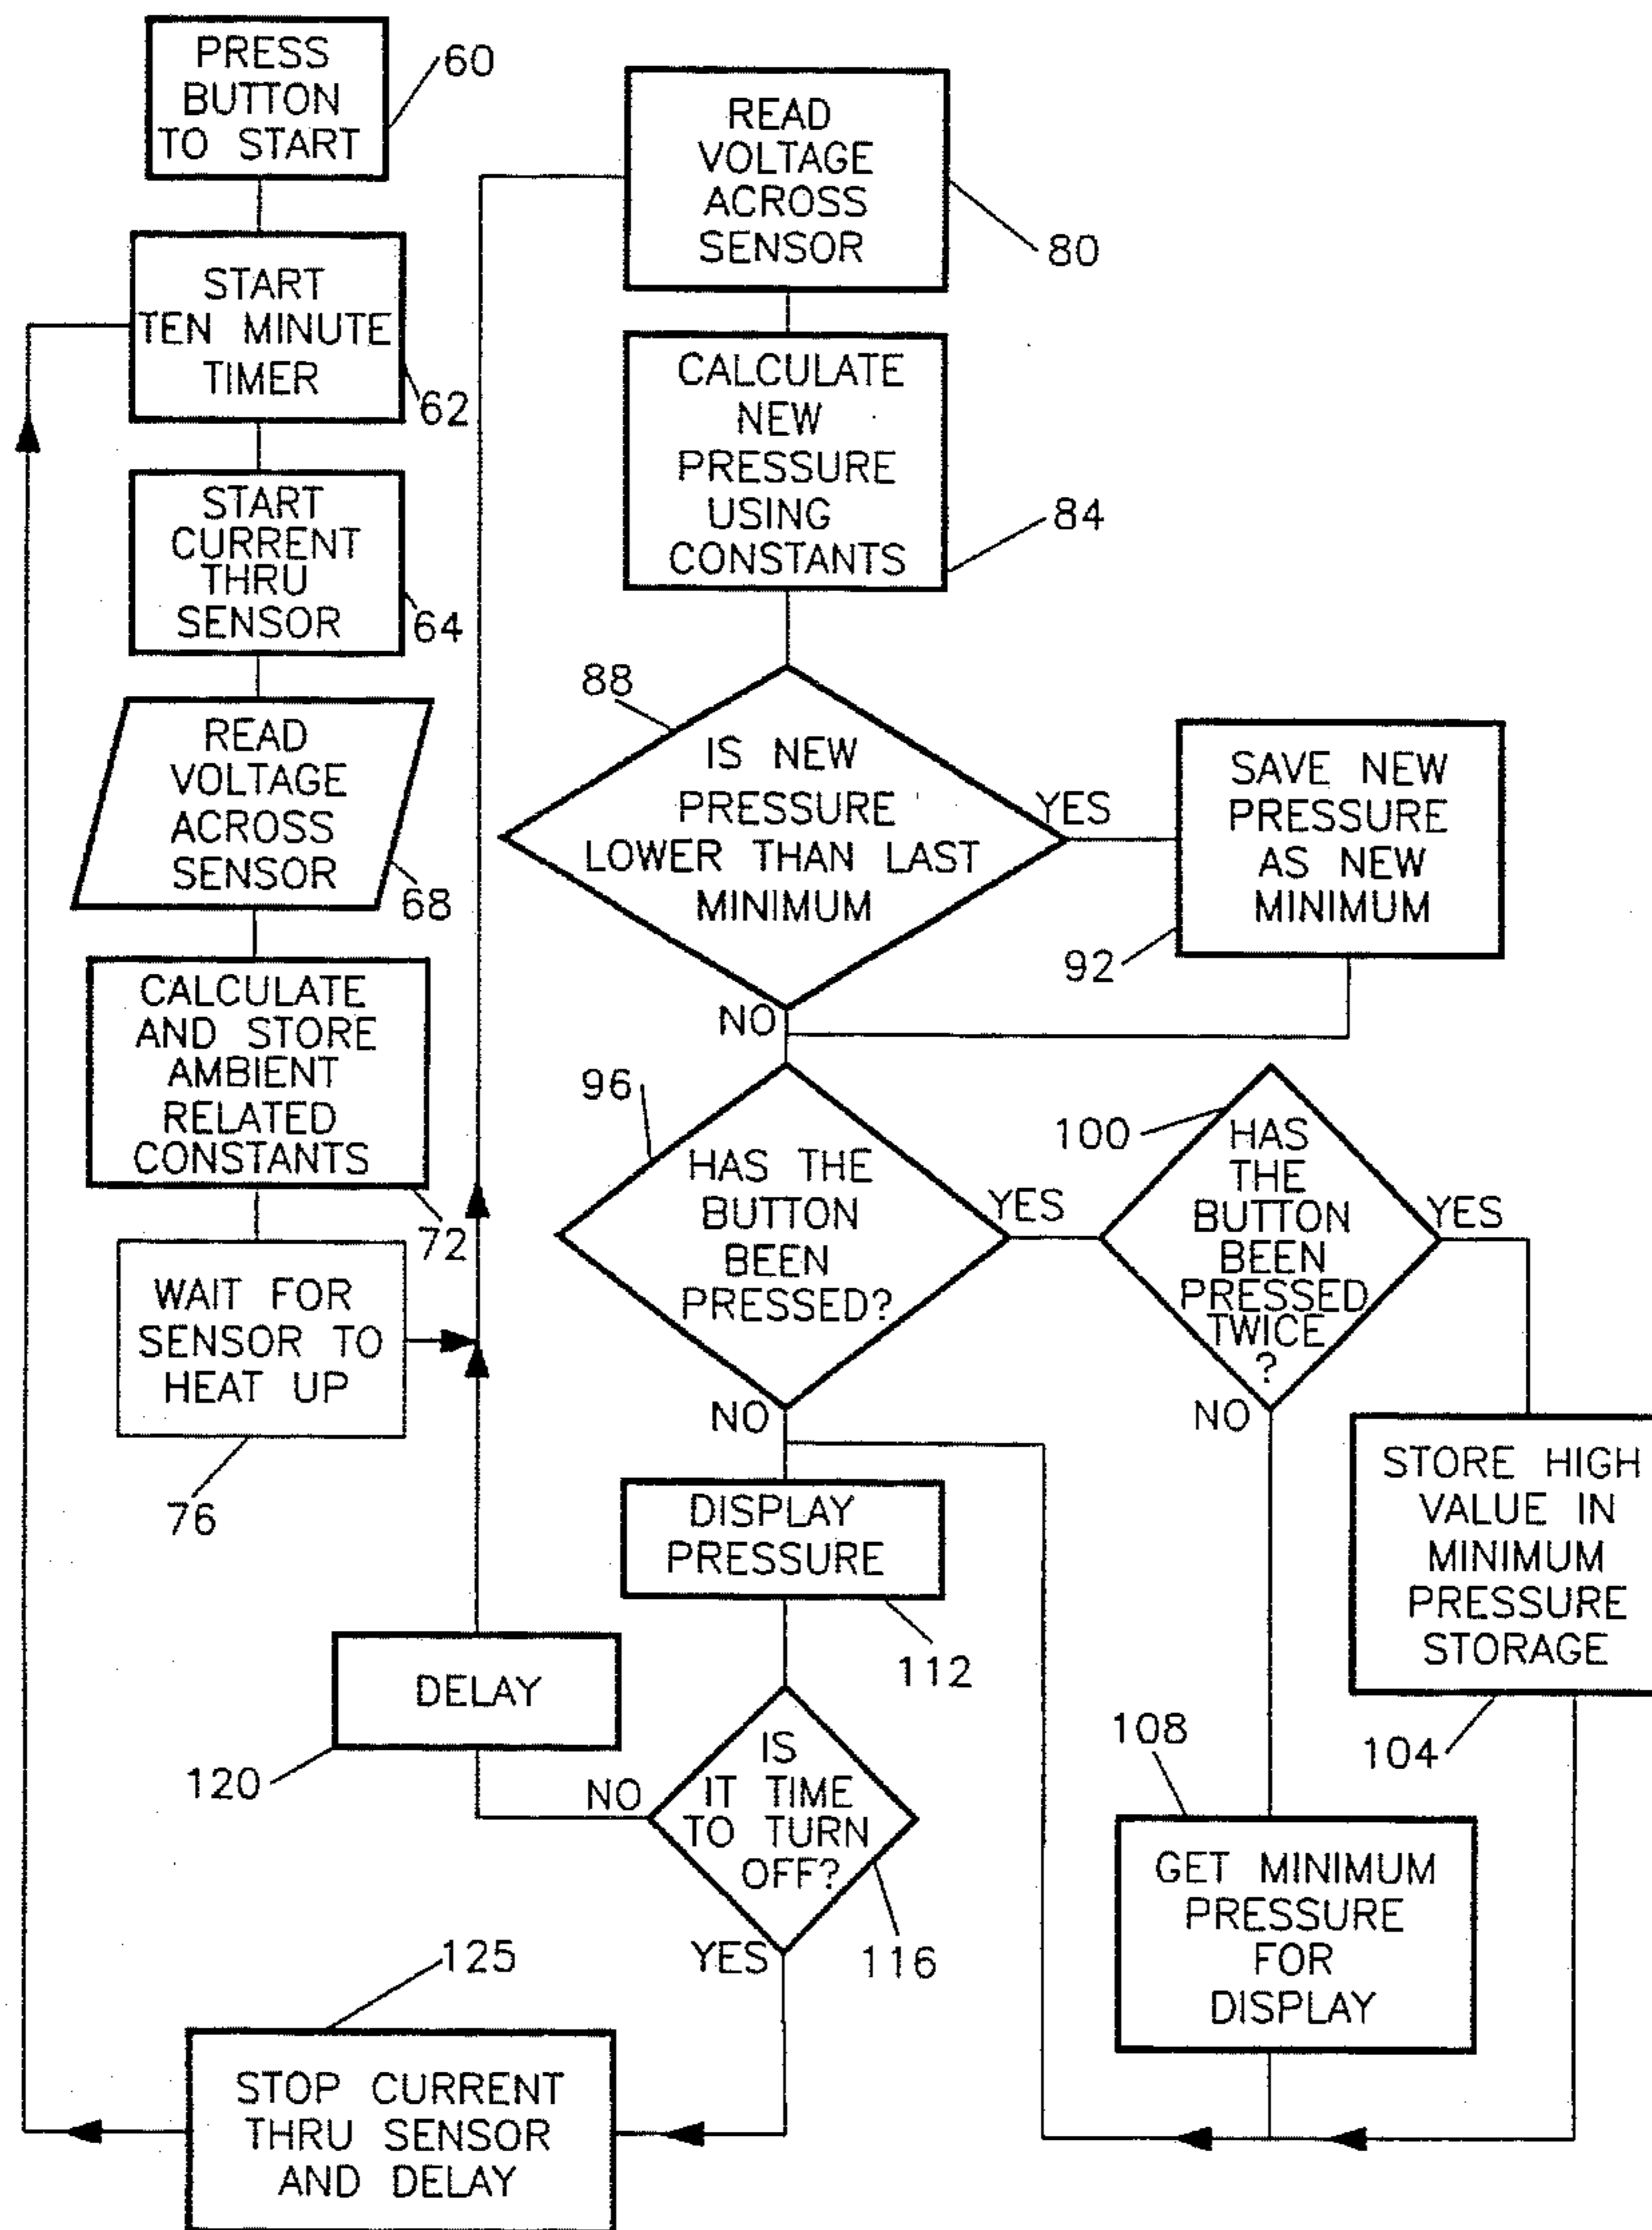 PRESS
BUTTON
TO START
60
START
TEN MINUTE
TIMER
62
START
CURRENT
THRU
SENSOR
64
READ
VOLTAGE
ACROSS
SENSOR
68
CALCULATE
AND STORE
AMBIENT
RELATED
CONSTANTS
72
WAIT FOR
SENSOR TO
HEAT UP
76
READ
VOLTAGE
ACROSS
SENSOR
80
CALCULATE
NEW
PRESSURE
USING
CONSTANTS
84
88
IS NEW
PRESSURE
LOWER THAN LAST
MINIMUM
YES
NO
SAVE NEW
PRESSURE
AS NEW
MINIMUM
92
96
HAS THE
BUTTON
BEEN
PRESSED?
YES
NO
100
HAS
THE
BUTTON
BEEN
PRESSED
TWICE
?
YES
NO
STORE HIGH
VALUE IN
MINIMUM
PRESSURE
STORAGE
104
108
GET MINIMUM
PRESSURE
FOR
DISPLAY
DISPLAY
PRESSURE
112
IS
IT TIME
TO TURN
OFF?
NO
YES
116
DELAY
120
125
STOP CURRENT
THRU SENSOR
AND DELAY